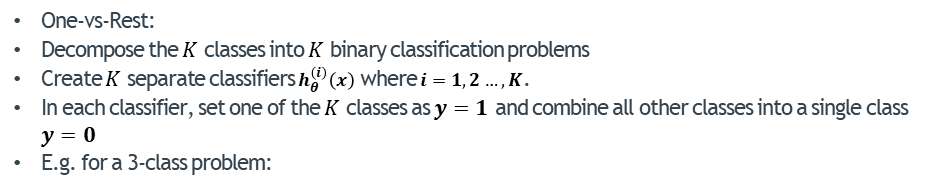 • One-vs-Rest:
• Decompose the K classes into K binary classification problems
• Create K separate classifiers h_θ^(i)(x) where i = 1, 2 …, K.
• In each classifier, set one of the K classes as y = 1 and combine all other classes into a single class
y = 0
• E.g. for a 3-class problem: